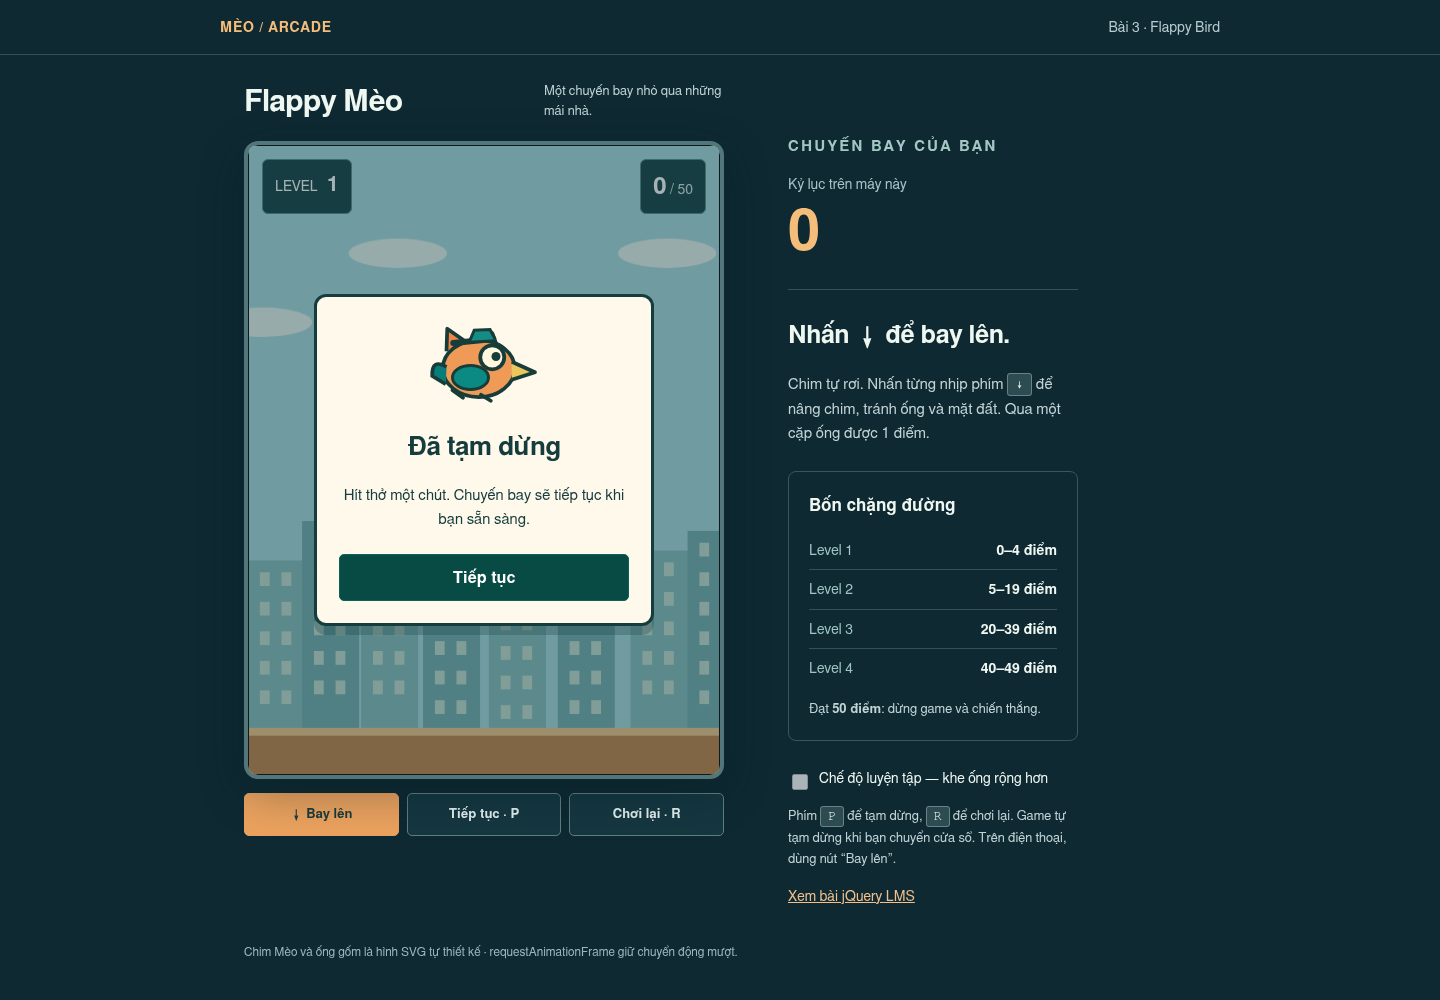 MÈO / ARCADE
Bài 3 · Flappy Bird
Flappy Mèo
Một chuyến bay nhỏ qua những
mái nhà.
LEVEL 1
0 / 50
Đã tạm dừng
Hít thở một chút. Chuyến bay sẽ tiếp tục khi
bạn sẵn sàng.
Tiếp tục
↓ Bay lên
Tiếp tục · P
Chơi lại · R
CHUYẾN BAY CỦA BẠN
Kỷ lục trên máy này
0
Nhấn ↓ để bay lên.
Chim tự rơi. Nhấn từng nhịp phím ↓ để
nâng chim, tránh ống và mặt đất. Qua một
cặp ống được 1 điểm.
Bốn chặng đường
Level 1 0–4 điểm
Level 2 5–19 điểm
Level 3 20–39 điểm
Level 4 40–49 điểm
Đạt 50 điểm: dừng game và chiến thắng.
Chế độ luyện tập — khe ống rộng hơn
Phím P để tạm dừng, R để chơi lại. Game tự
tạm dừng khi bạn chuyển cửa sổ. Trên điện thoại,
dùng nút “Bay lên”.
Xem bài jQuery LMS
Chim Mèo và ống gốm là hình SVG tự thiết kế · requestAnimationFrame giữ chuyển động mượt.